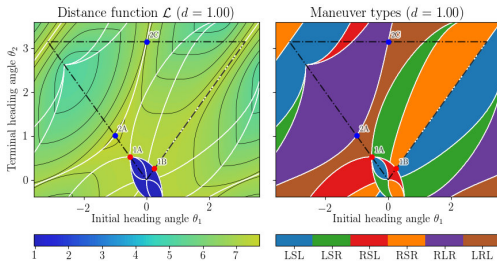 Distance function ℒ (d = 1.00)
Maneuver types (d = 1.00)
Terminal heading angle θ₂
3
2
1
0
2C
2A
1A
1B
2C
2A
1A
1B
−2
0
2
−2
0
2
Initial heading angle θ₁
Initial heading angle θ₁
1 2 3 4 5 6 7
LSL LSR RSL RSR RLR LRL